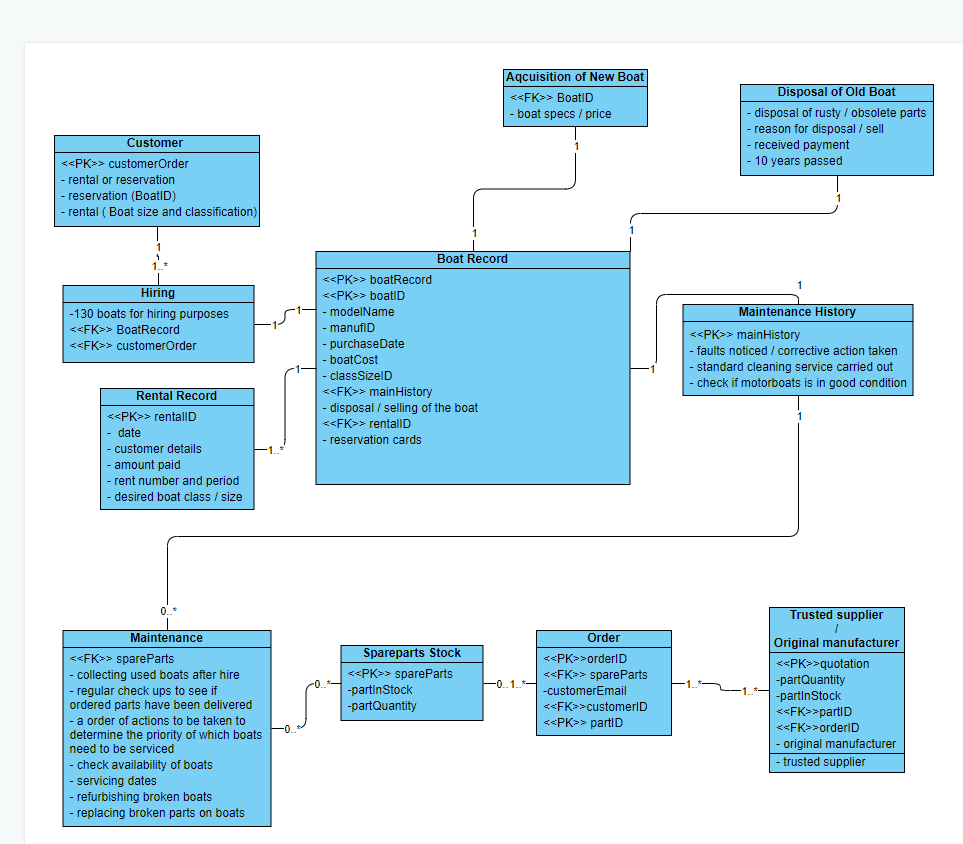 Aqcuisition of New Boat
<<FK>> BoatID
- boat specs / price
1
1
Disposal of Old Boat
- disposal of rusty / obsolete parts
- reason for disposal / sell
- received payment
- 10 years passed
1
1
Customer
<<PK>> customerOrder
- rental or reservation
- reservation (BoatID)
- rental ( Boat size and classification)
1
1..*
Hiring
-130 boats for hiring purposes
<<FK>> BoatRecord
<<FK>> customerOrder
1
1
Rental Record
<<PK>> rentalID
- date
- customer details
- amount paid
- rent number and period
- desired boat class / size
1..*
1
Boat Record
<<PK>> boatRecord
<<PK>> boatID
- modelName
- manufID
- purchaseDate
- boatCost
- classSizeID
<<FK>> mainHistory
- disposal / selling of the boat
<<FK>> rentalID
- reservation cards
1
1
Maintenance History
<<PK>> mainHistory
- faults noticed / corrective action taken
- standard cleaning service carried out
- check if motorboats is in good condition
1
0..*
Maintenance
<<FK>> spareParts
- collecting used boats after hire
- regular check ups to see if
ordered parts have been delivered
- a order of actions to be taken to
determine the priority of which boats
need to be serviced
- check availability of boats
- servicing dates
- refurbishing broken boats
- replacing broken parts on boats
0..*
0..*
Spareparts Stock
<<PK>> spareParts
-partInStock
-partQuantity
0..1..*
Order
<<PK>>orderID
<<FK>> spareParts
-customerEmail
<<FK>>customerID
<<PK>> partID
1..*
1..*
Trusted supplier
/
Original manufacturer
<<PK>>quotation
-partQuantity
-partInStock
<<FK>>partID
<<FK>>orderID
- original manufacturer
- trusted supplier